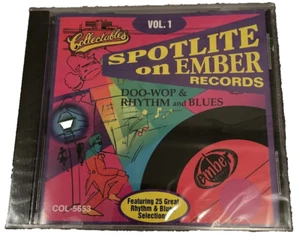 VOL. 1
Collectables
SPOTLITE
on EMBER
RECORDS
DOO-WOP &
RHYTHM and BLUES
ember
COL-5653
Featuring 25 Great
Rhythm & Blues
Selections